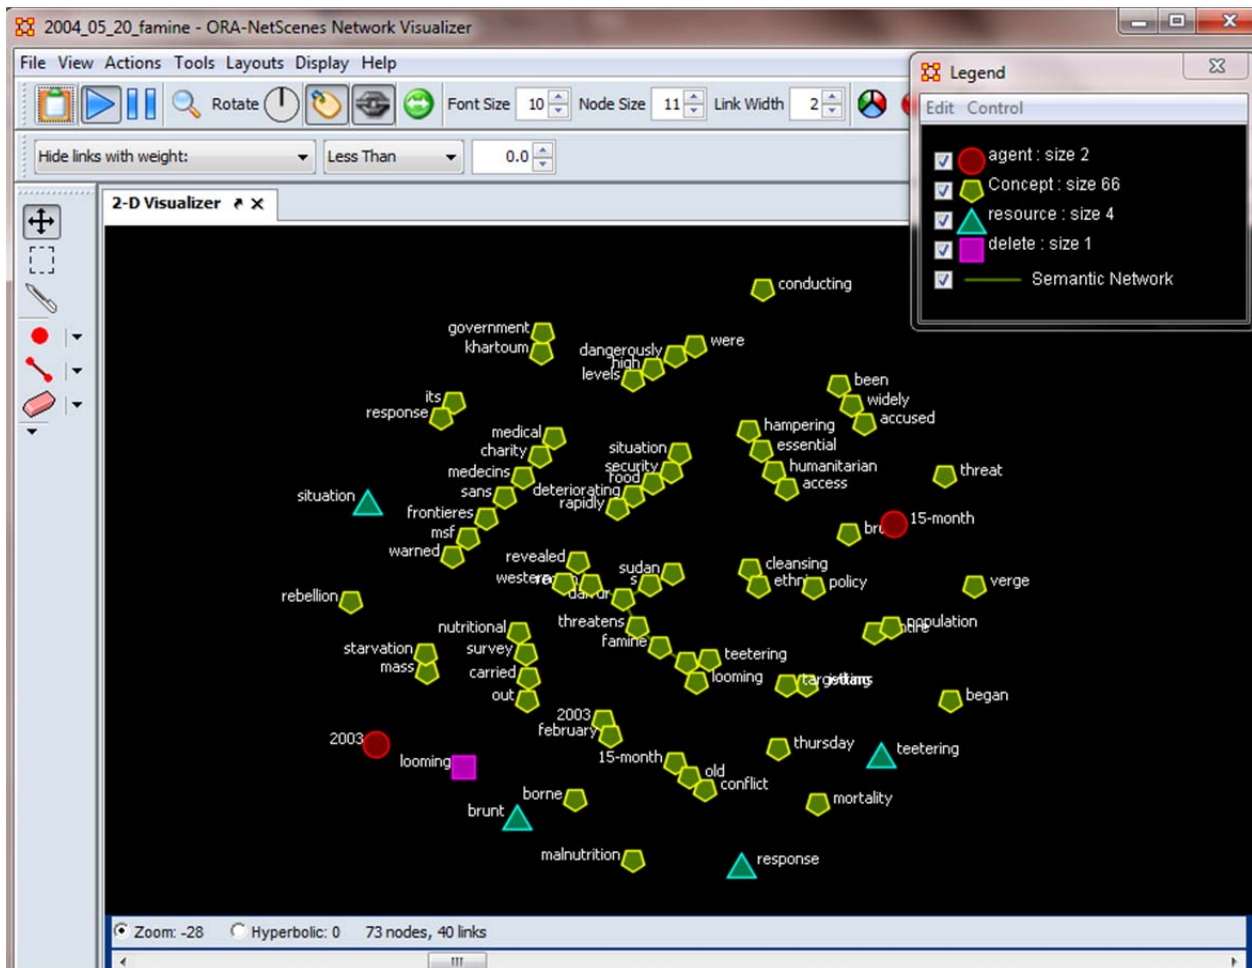 2004_05_20_famine - ORA-NetScenes Network Visualizer
File View Actions Tools Layouts Display Help
Rotate Font Size 10 Node Size 11 Link Width 2
Hide links with weight: Less Than 0.0
2-D Visualizer
Legend
Edit Control
agent : size 2
Concept : size 66
resource : size 4
delete : size 1
Semantic Network
conducting
government
khartoum
dangerously
were
high
levels
been
widely
accused
its
response
medical
charity
medecins
sans
frontieres
msf
warned
situation
security
food
deteriorating
rapidly
hampering
essential
humanitarian
access
threat
situation
15-month
revealed
western
sudan
cleansing
policy
verge
rebellion
threatens
famine
teetering
looming
population
nutritional
survey
carried
out
starvation
mass
began
2003
february
2003
looming
15-month
old
conflict
thursday
teetering
borne
brunt
mortality
malnutrition
response
Zoom: -28 Hyperbolic: 0 73 nodes, 40 links